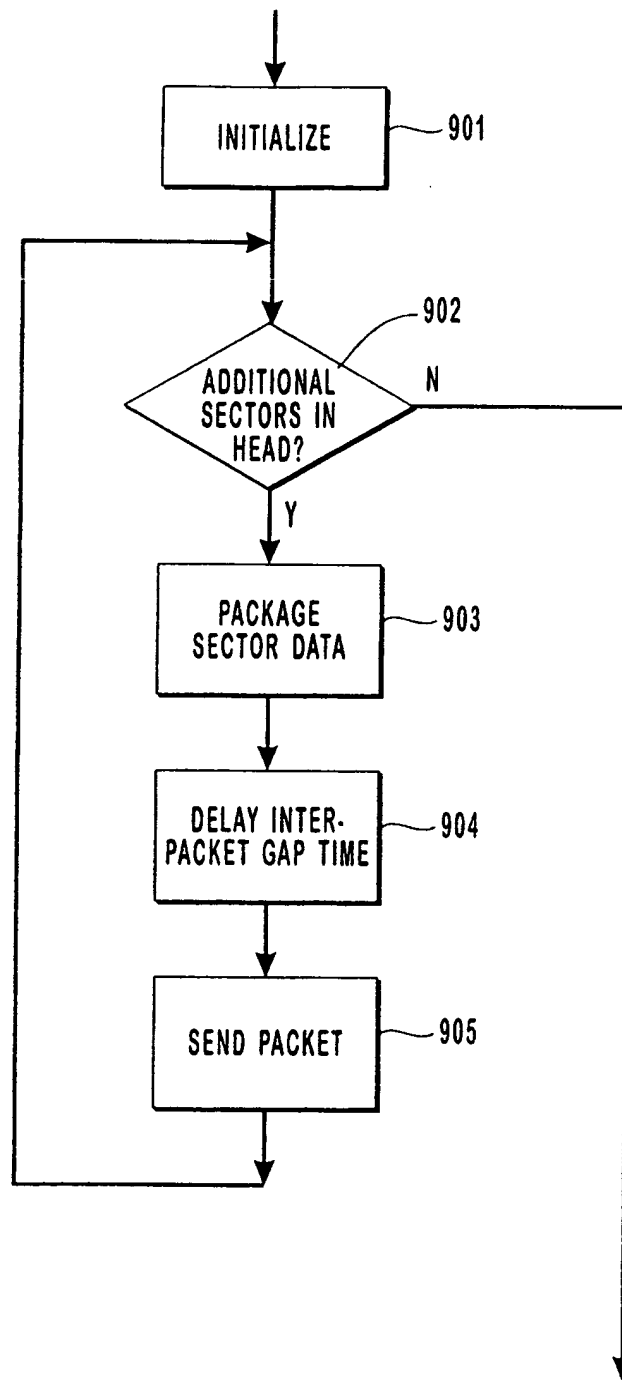 INITIALIZE
901
902
ADDITIONAL
SECTORS IN
HEAD?
N
Y
PACKAGE
SECTOR DATA
903
DELAY INTER-
PACKET GAP TIME
904
SEND PACKET
905